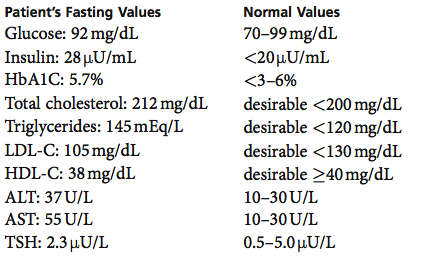 Patient's Fasting Values Normal Values
Glucose: 92 mg/dL 70–99 mg/dL
Insulin: 28 μU/mL <20 μU/mL
HbA1C: 5.7% <3–6%
Total cholesterol: 212 mg/dL desirable <200 mg/dL
Triglycerides: 145 mEq/L desirable <120 mg/dL
LDL-C: 105 mg/dL desirable <130 mg/dL
HDL-C: 38 mg/dL desirable ≥40 mg/dL
ALT: 37 U/L 10–30 U/L
AST: 55 U/L 10–30 U/L
TSH: 2.3 μU/L 0.5–5.0 μU/L